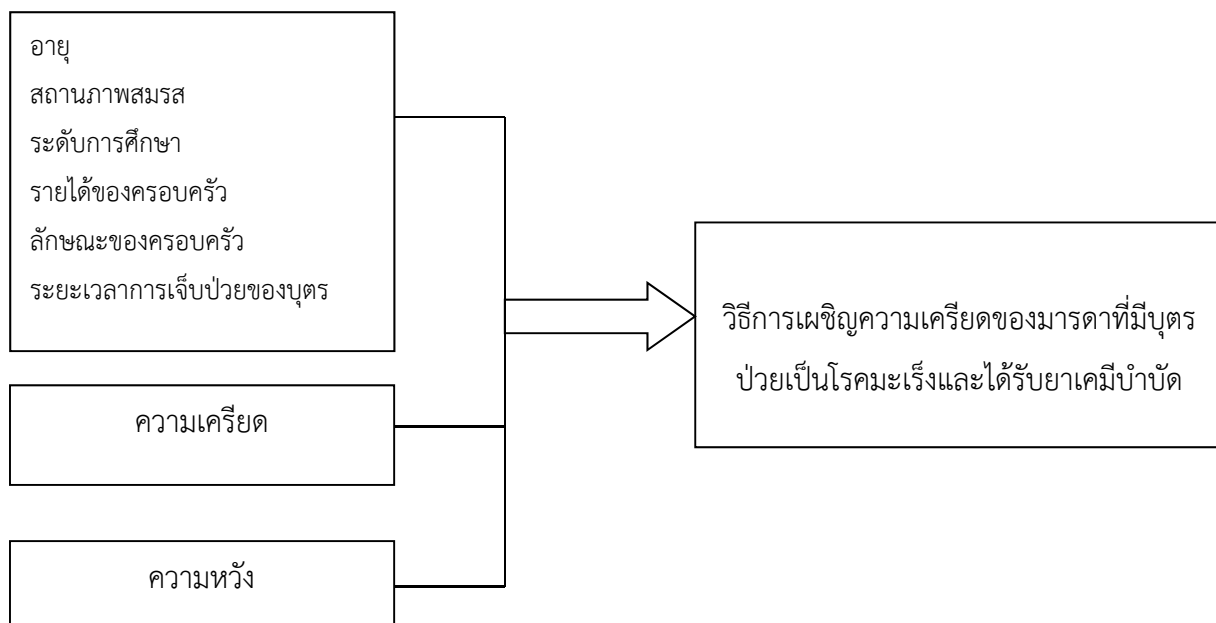 อายุ
สถานภาพสมรส
ระดับการศึกษา
รายได้ของครอบครัว
ลักษณะของครอบครัว
ระยะเวลาการเจ็บป่วยของบุตร
ความเครียด
ความหวัง
วิธีการเผชิญความเครียดของมารดาที่มีบุตร
ป่วยเป็นโรคมะเร็งและได้รับยาเคมีบำบัด